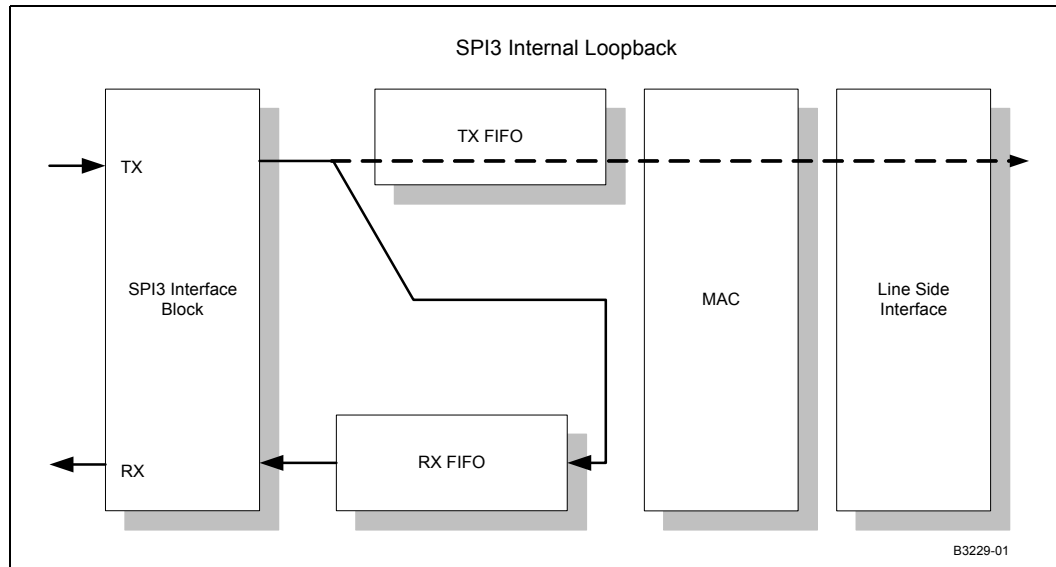 SPI3 Internal Loopback
TX FIFO
TX
SPI3 Interface
Block
MAC
Line Side
Interface
RX FIFO
RX
B3229-01